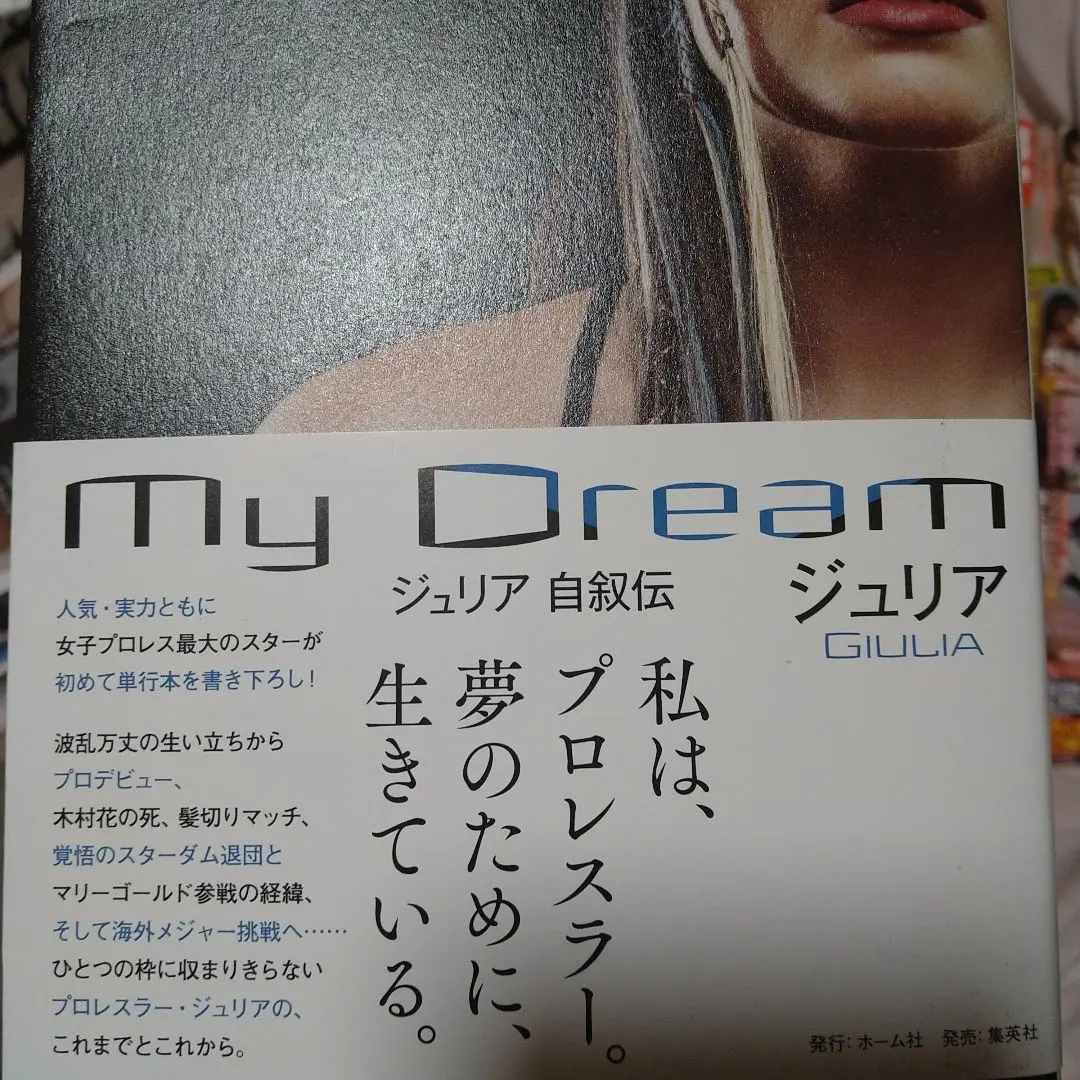 My Dream
ジュリア 自叙伝
ジュリア
GIULIA
人気・実力ともに
女子プロレス最大のスターが
初めて単行本を書き下ろし!
波乱万丈の生い立ちから
プロデビュー、
木村花の死、髪切りマッチ、
覚悟のスターダム退団と
マリーゴールド参戦の経緯、
そして海外メジャー挑戦へ……
ひとつの枠に収まりきらない
プロレスラー・ジュリアの、
これまでとこれから。
私は、
プロレスラー。
夢のために、
生きている。
発行:ホーム社 発売:集英社